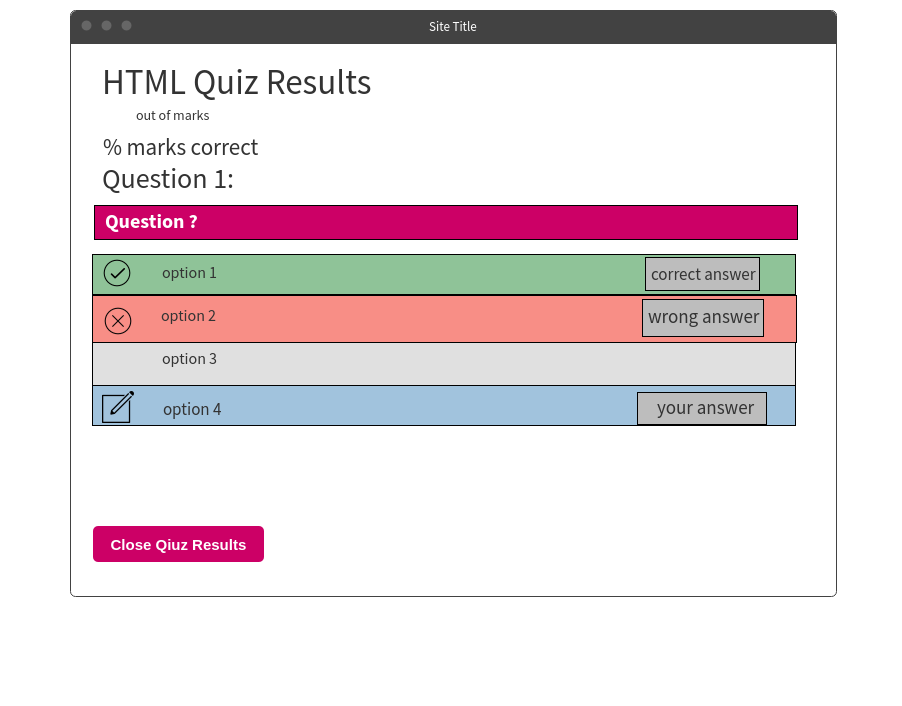 Site Title
HTML Quiz Results
out of marks
% marks correct
Question 1:
Question ?
option 1 correct answer
option 2 wrong answer
option 3
option 4 your answer
Close Qiuz Results